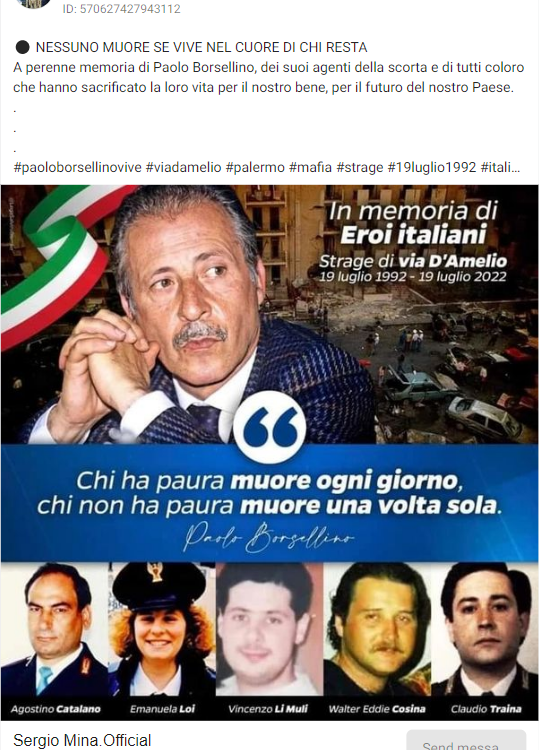 ID: 570627427943112
NESSUNO MUORE SE VIVE NEL CUORE DI CHI RESTA
A perenne memoria di Paolo Borsellino, dei suoi agenti della scorta e di tutti coloro
che hanno sacrificato la loro vita per il nostro bene, per il futuro del nostro Paese.
.
.
.
#paoloborsellinovive #viadamelio #palermo #mafia #strage #19luglio1992 #itali...
In memoria di
Eroi italiani
Strage di via D'Amelio
19 luglio 1992 - 19 luglio 2022
Chi ha paura muore ogni giorno,
chi non ha paura muore una volta sola.
Paolo Borsellino
Agostino Catalano Emanuela Loi Vincenzo Li Muli Walter Eddie Cosina Claudio Traina
Sergio Mina.Official
Send messa